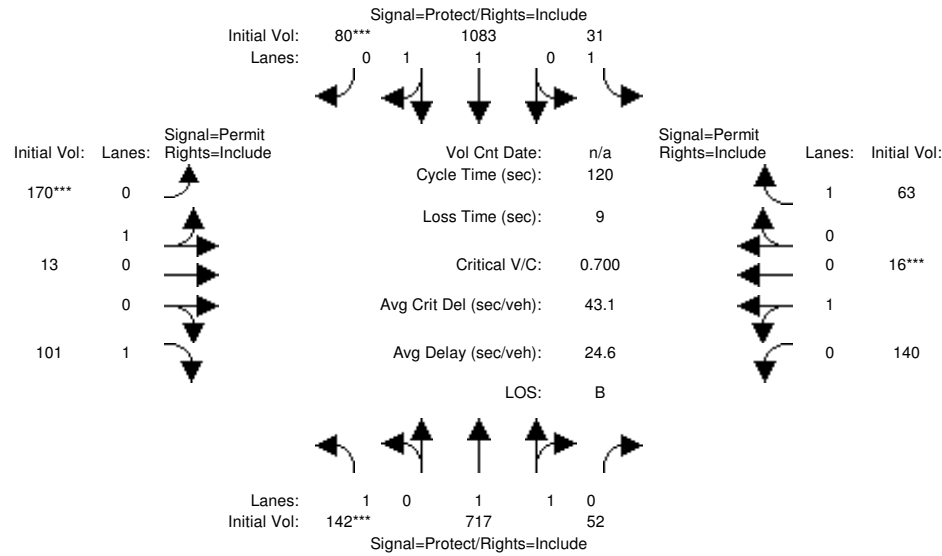 Signal=Protect/Rights=Include
Initial Vol: 80*** 1083 31
Lanes: 0 1 1 0 1
Signal=Permit
Rights=Include
Signal=Permit
Rights=Include
Initial Vol: Lanes:
Vol Cnt Date: n/a
Lanes: Initial Vol:
Cycle Time (sec): 120
170*** 0
1 63
Loss Time (sec): 9
1
0
13 0
Critical V/C: 0.700
0 16***
0
Avg Crit Del (sec/veh): 43.1
1
101 1
Avg Delay (sec/veh): 24.6
0 140
LOS: B
Lanes: 1 0 1 1 0
Initial Vol: 142*** 717 52
Signal=Protect/Rights=Include